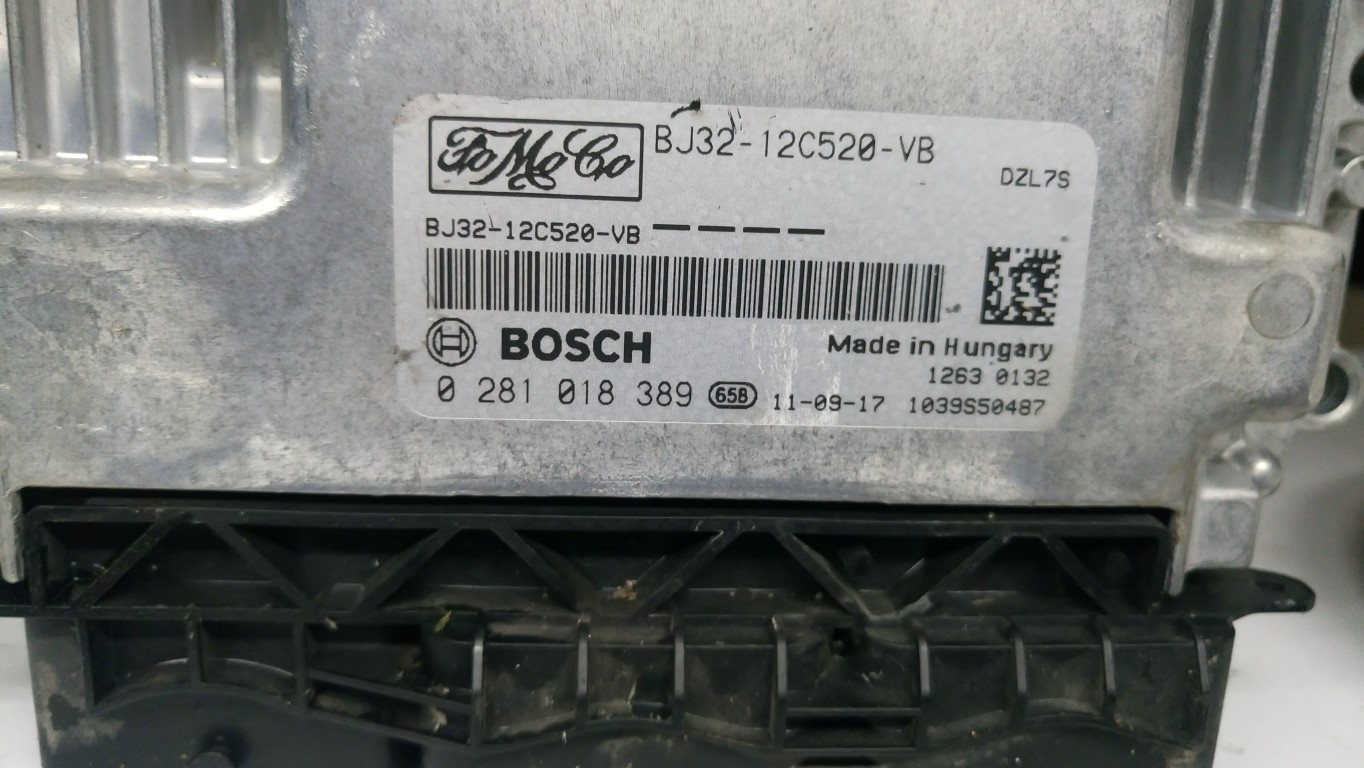 FoMoCo BJ32-12C520-VB
DZL7S
BJ32-12C520-VB – – – –
BOSCH Made in Hungary
1263 0132
0 281 018 389 65B 11-09-17 1039S50487